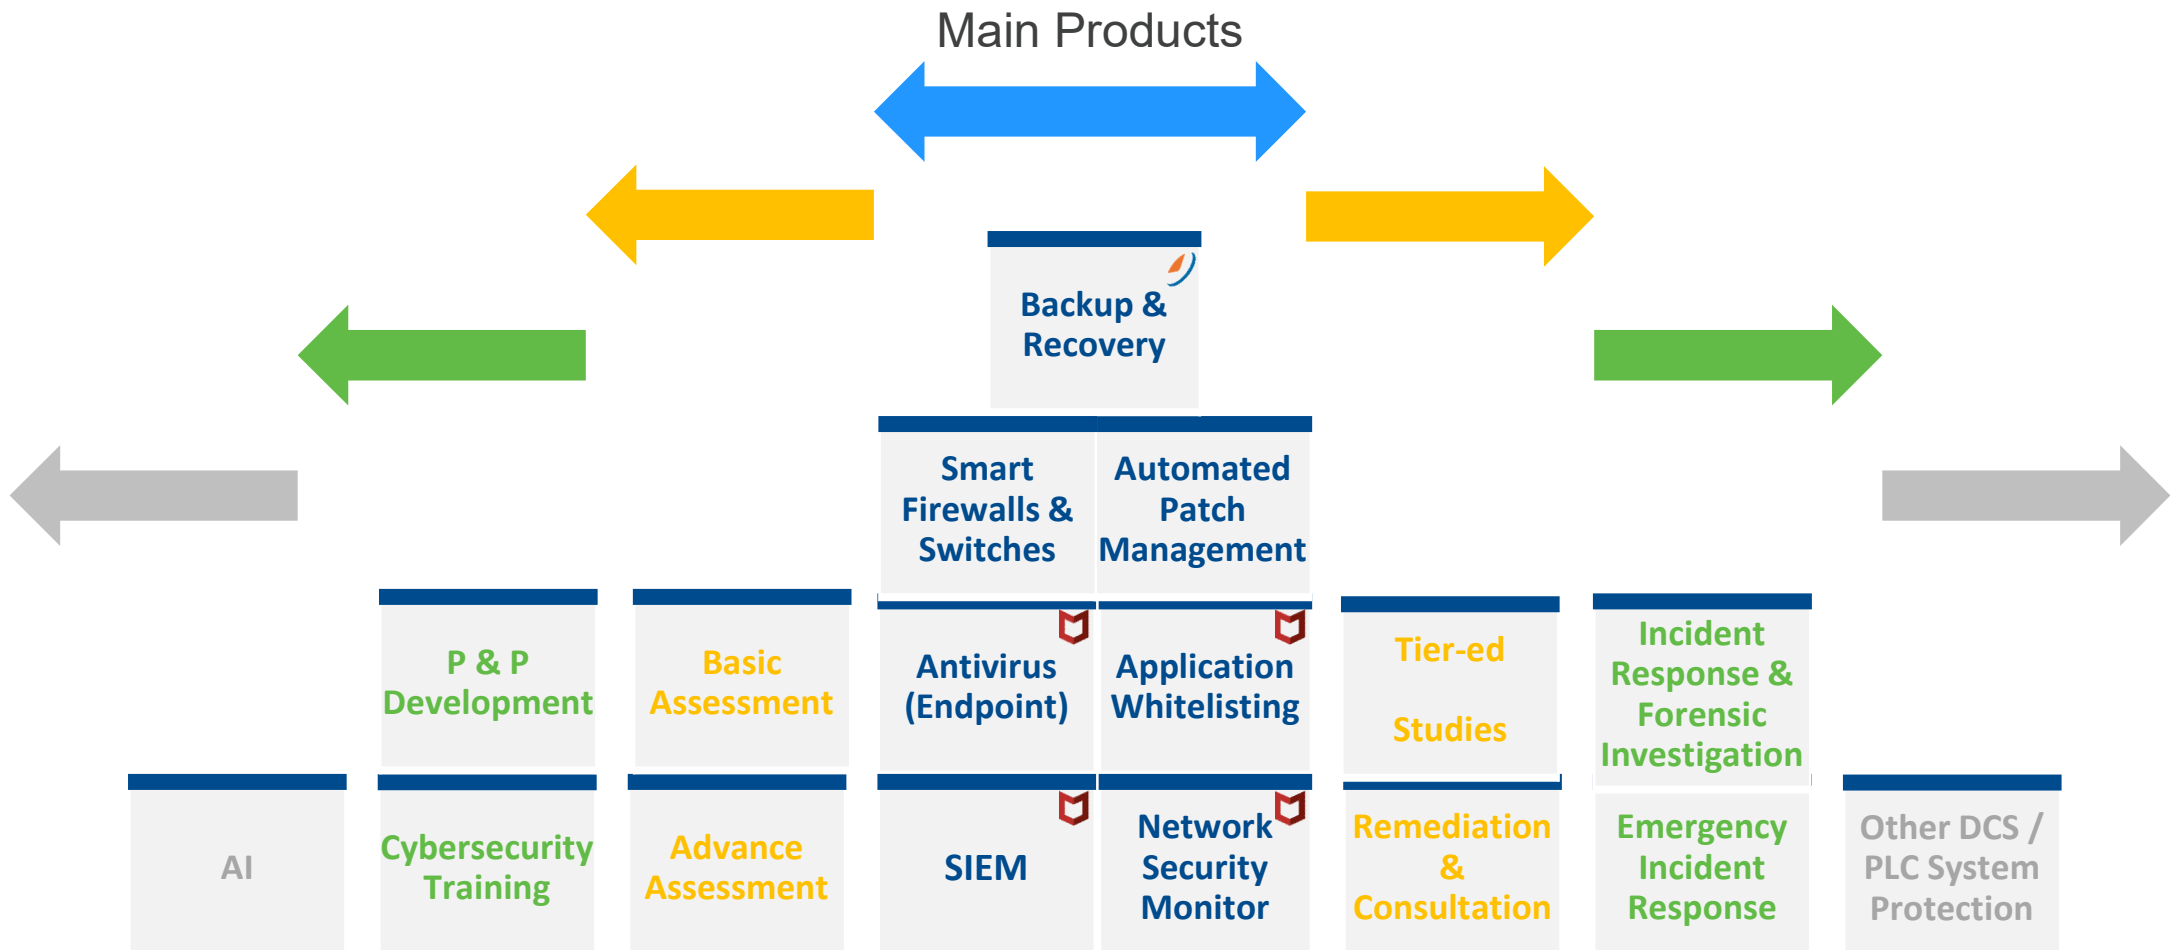 Main Products
Backup &
Recovery
Smart
Firewalls &
Switches
Automated
Patch
Management
P & P
Development
Basic
Assessment
Antivirus
(Endpoint)
Application
Whitelisting
Tier-ed
Studies
Incident
Response &
Forensic
Investigation
AI
Cybersecurity
Training
Advance
Assessment
SIEM
Network
Security
Monitor
Remediation
&
Consultation
Emergency
Incident
Response
Other DCS /
PLC System
Protection